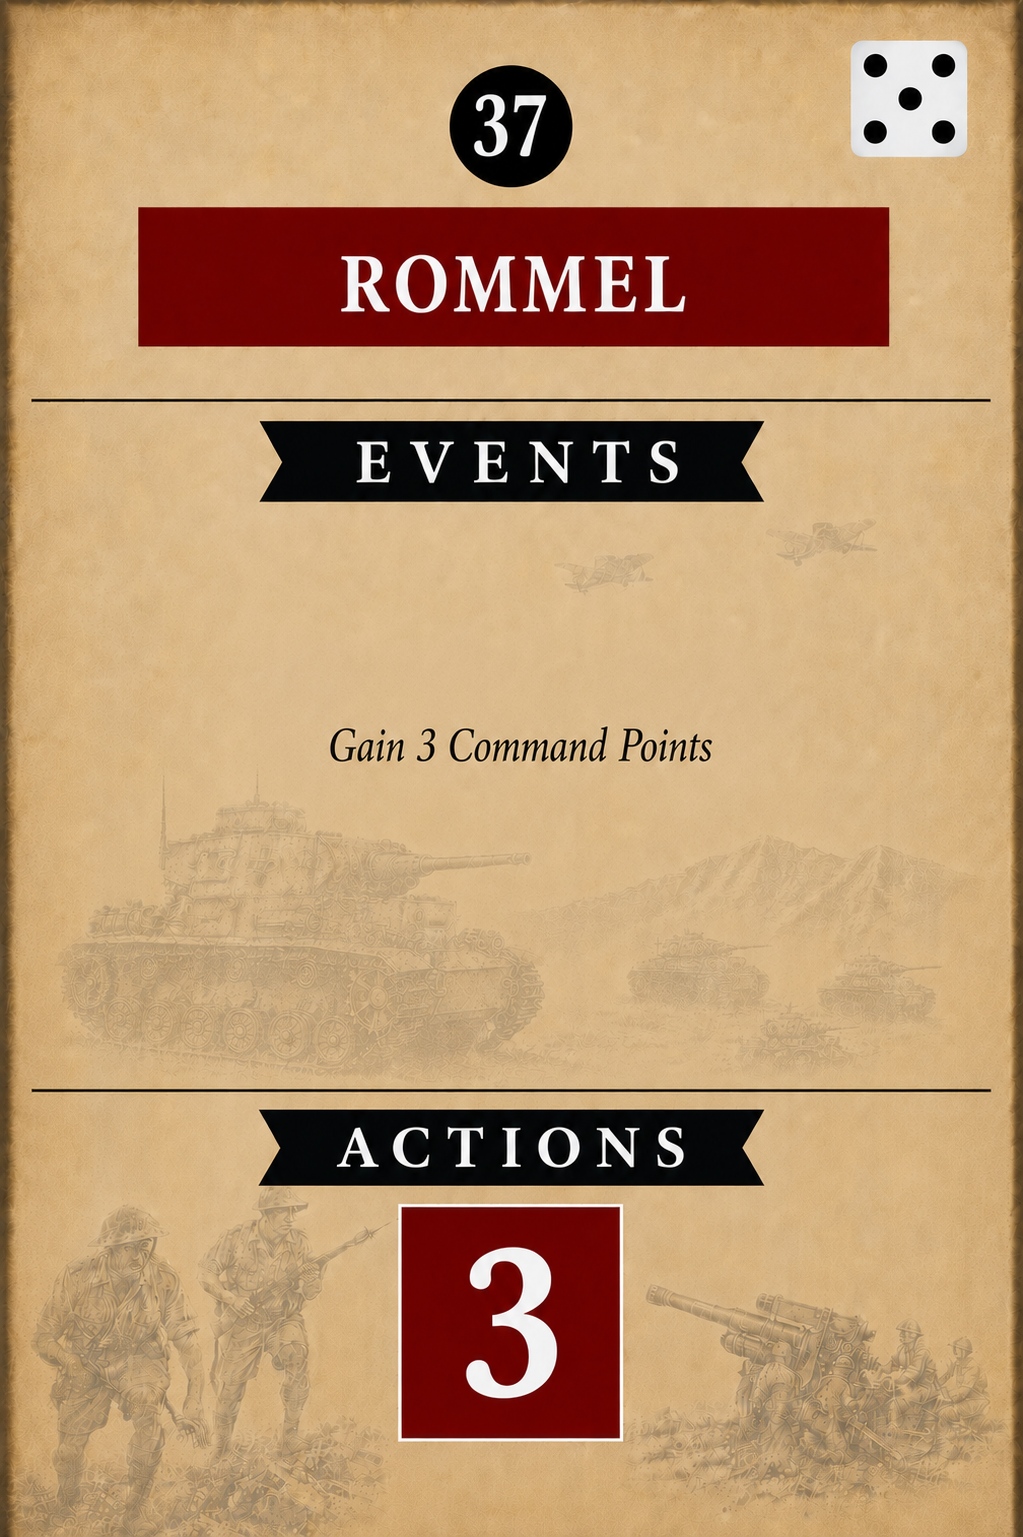 37
ROMMEL
EVENTS
Gain 3 Command Points
ACTIONS
3